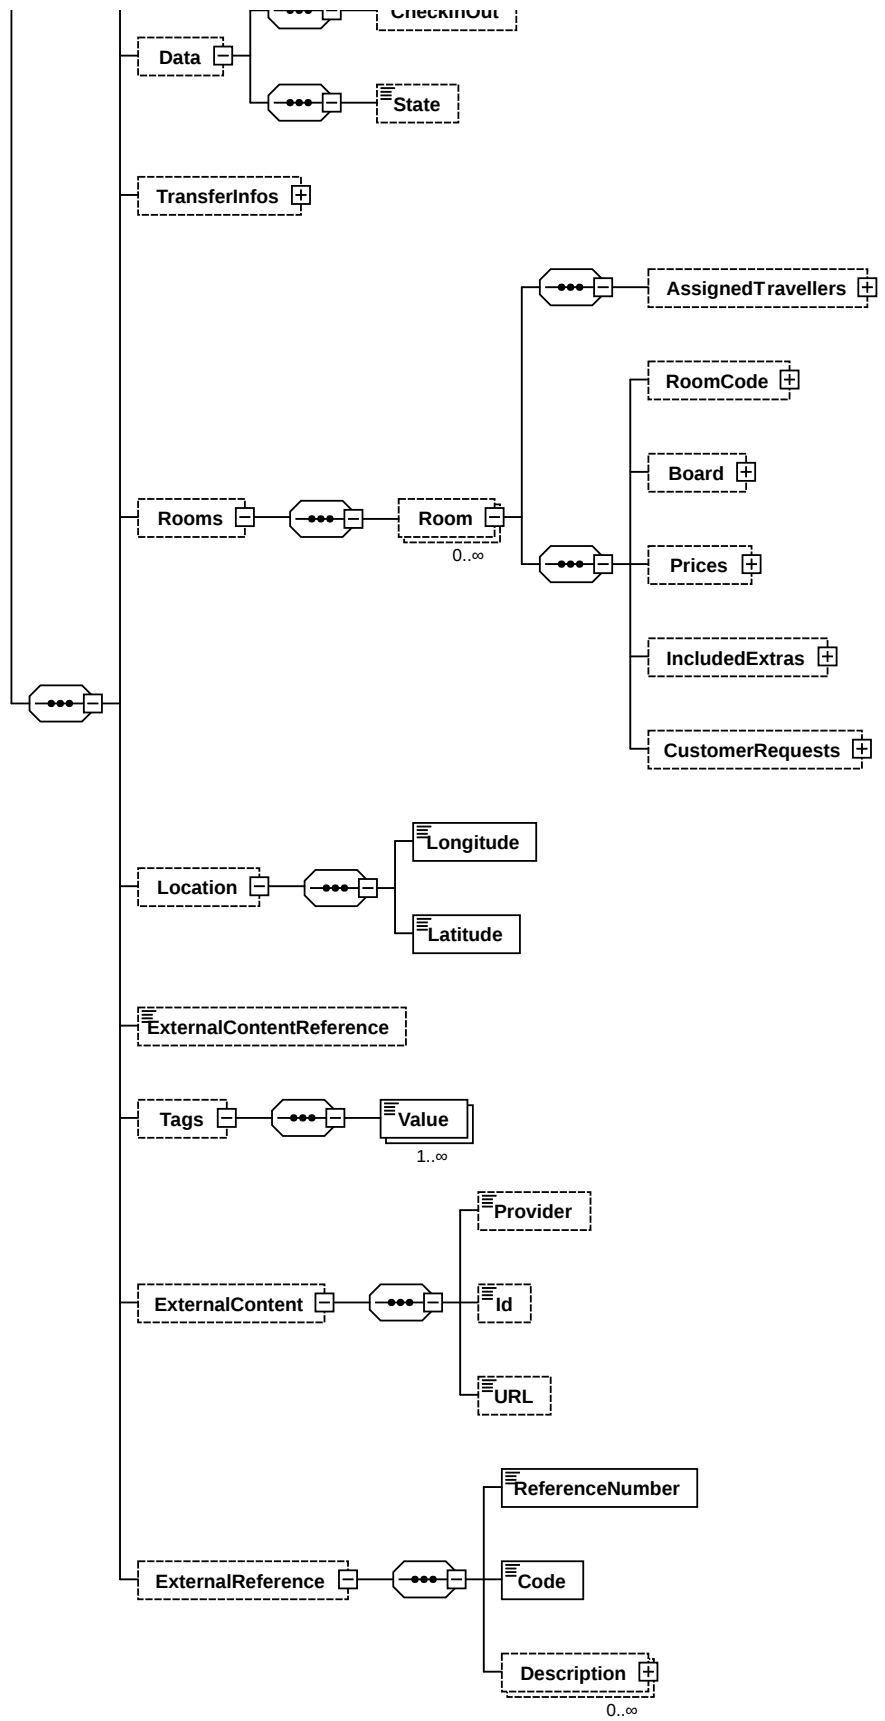 CheckInOut
Data
State
TransferInfos
AssignedTravellers
RoomCode
Board
Rooms
Room
0..∞
Prices
IncludedExtras
CustomerRequests
Longitude
Location
Latitude
ExternalContentReference
Tags
Value
1..∞
Provider
ExternalContent
Id
URL
ReferenceNumber
ExternalReference
Code
Description
0..∞